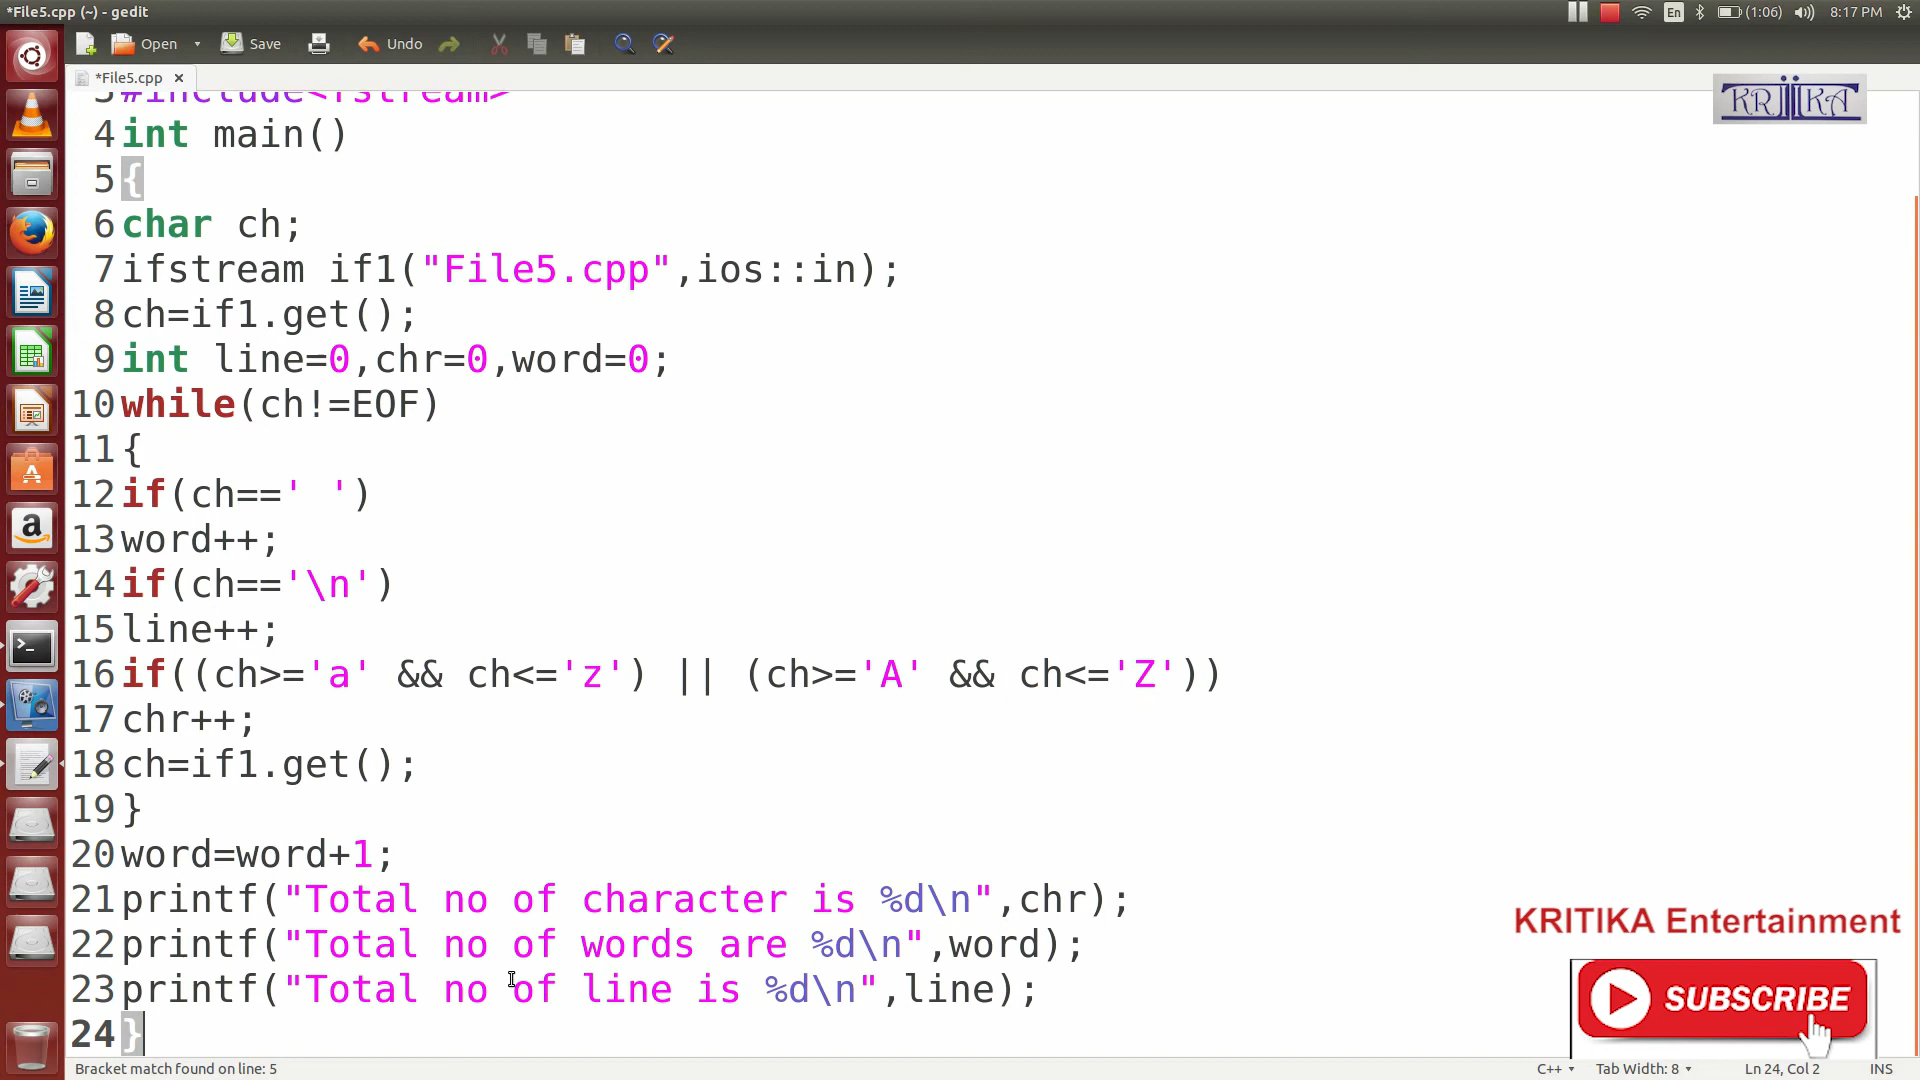 *File5.cpp (~) - gedit
En
(1:06)
8:17 PM
Open
Save
Undo
*File5.cpp ×
KRIIKA
3 #include<fstream>
4 int main()
5 {
6 char ch;
7 ifstream if1("File5.cpp",ios::in);
8 ch=if1.get();
9 int line=0,chr=0,word=0;
10 while(ch!=EOF)
11 {
12 if(ch==' ')
13 word++;
14 if(ch=='\n')
15 line++;
16 if((ch>='a' && ch<='z') || (ch>='A' && ch<='Z'))
17 chr++;
18 ch=if1.get();
19 }
20 word=word+1;
21 printf("Total no of character is %d\n",chr);
22 printf("Total no of words are %d\n",word);
23 printf("Total no of line is %d\n",line);
24 }
KRITIKA Entertainment
SUBSCRIBE
Bracket match found on line: 5
C++
Tab Width: 8
Ln 24, Col 2
INS